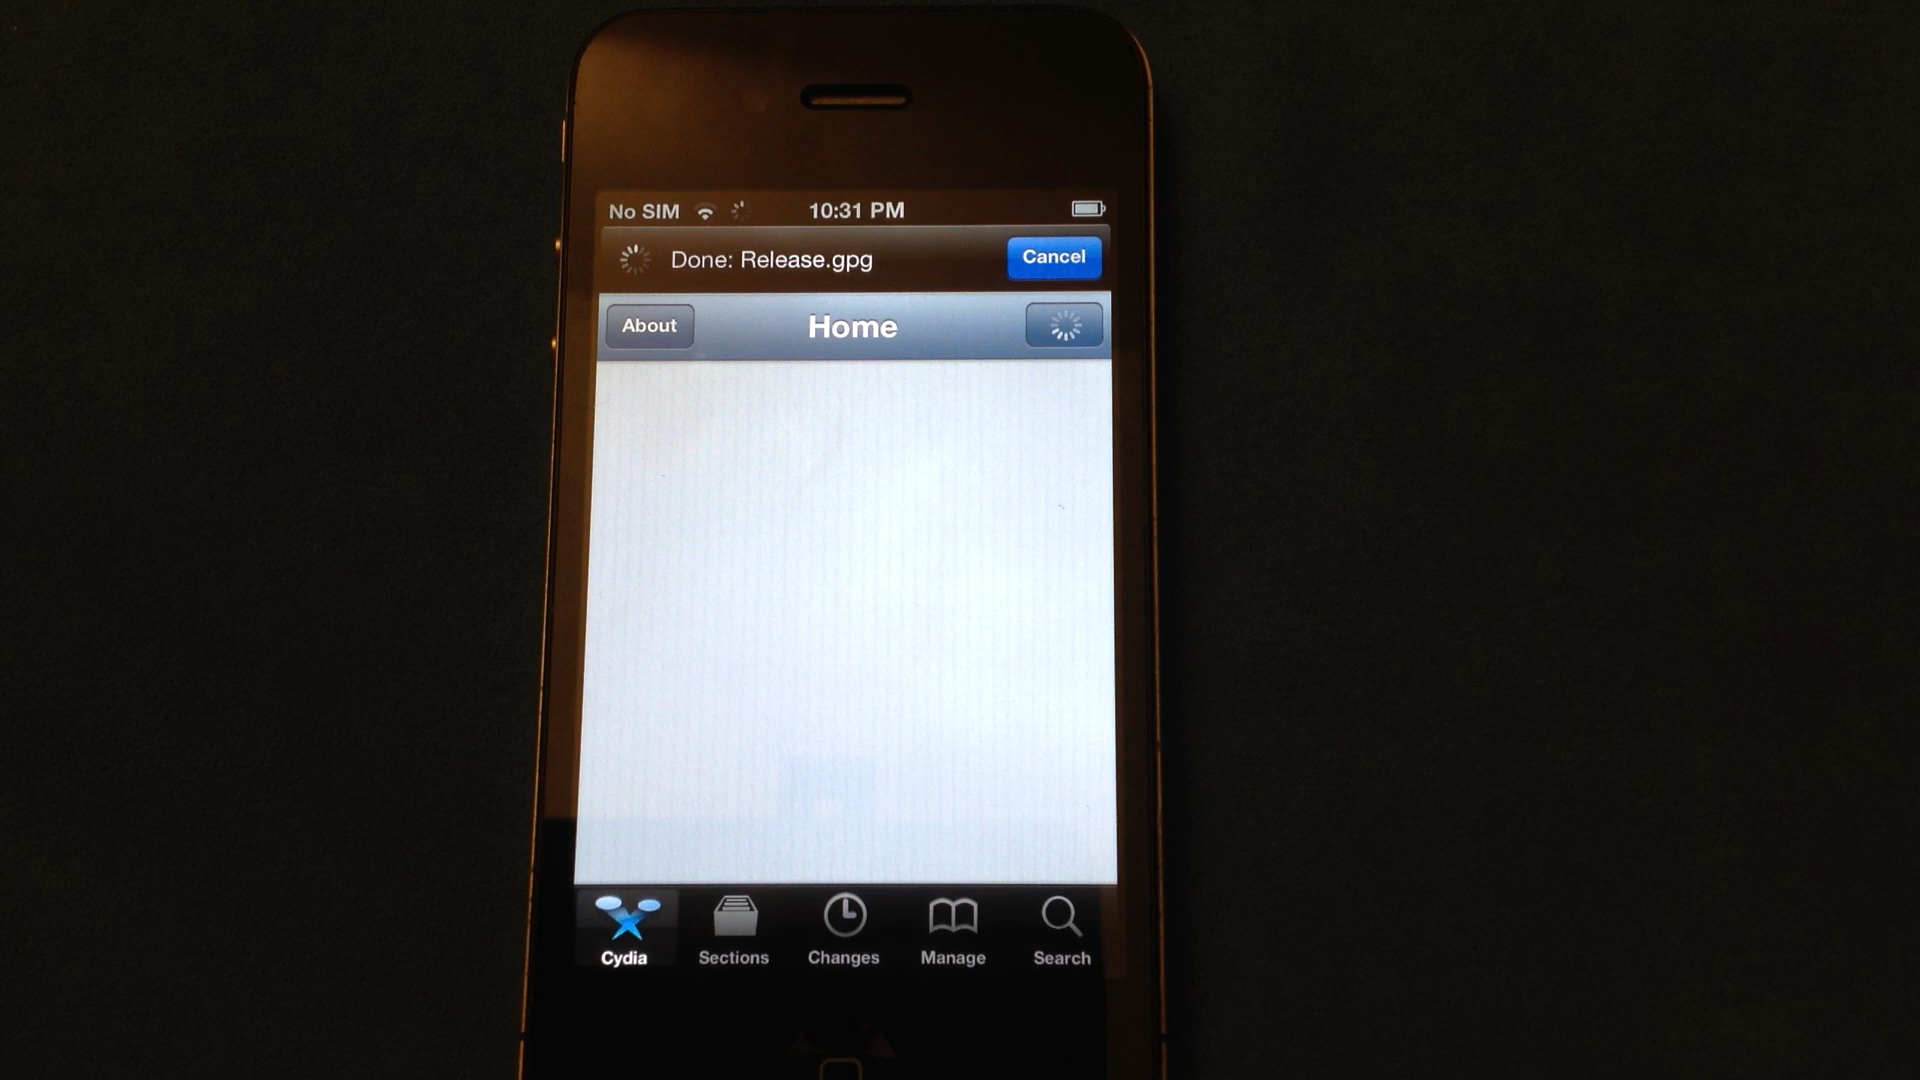 No SIM 10:31 PM
Done: Release.gpg Cancel
About Home
Cydia Sections Changes Manage Search